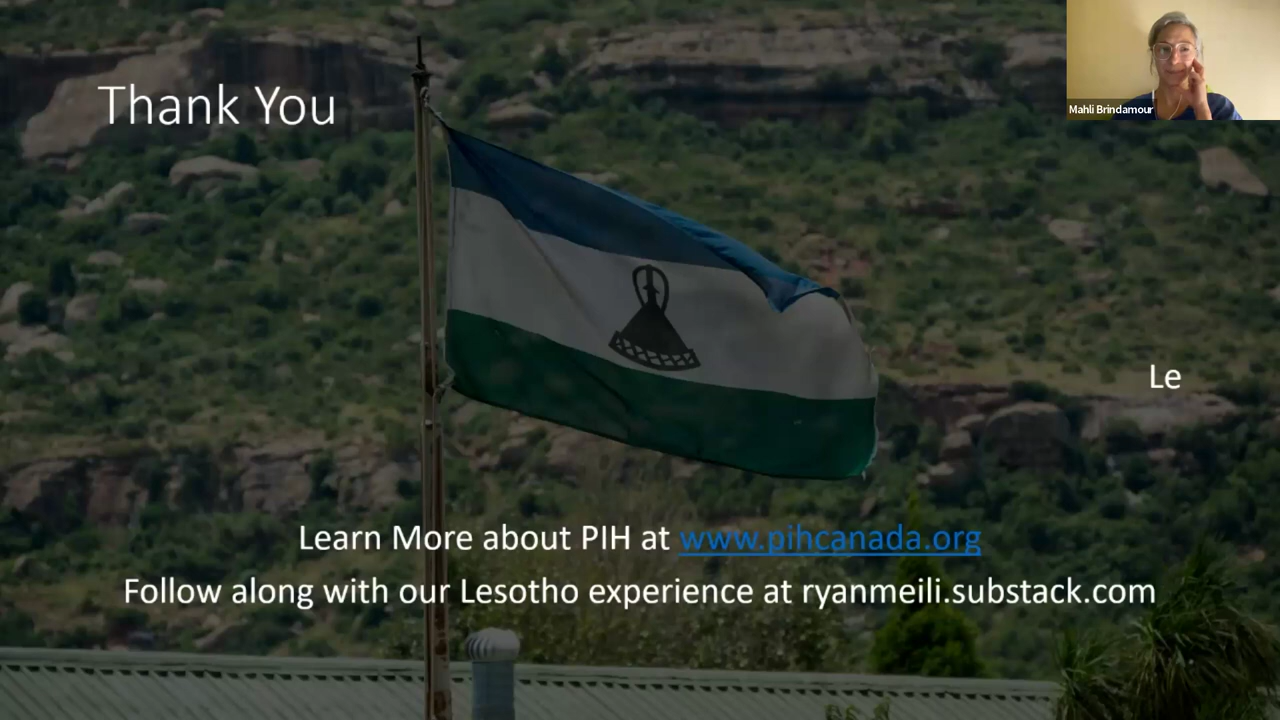 Thank You
Mahli Brindamour
Le
Learn More about PIH at www.pihcanada.org
Follow along with our Lesotho experience at ryanmeili.substack.com